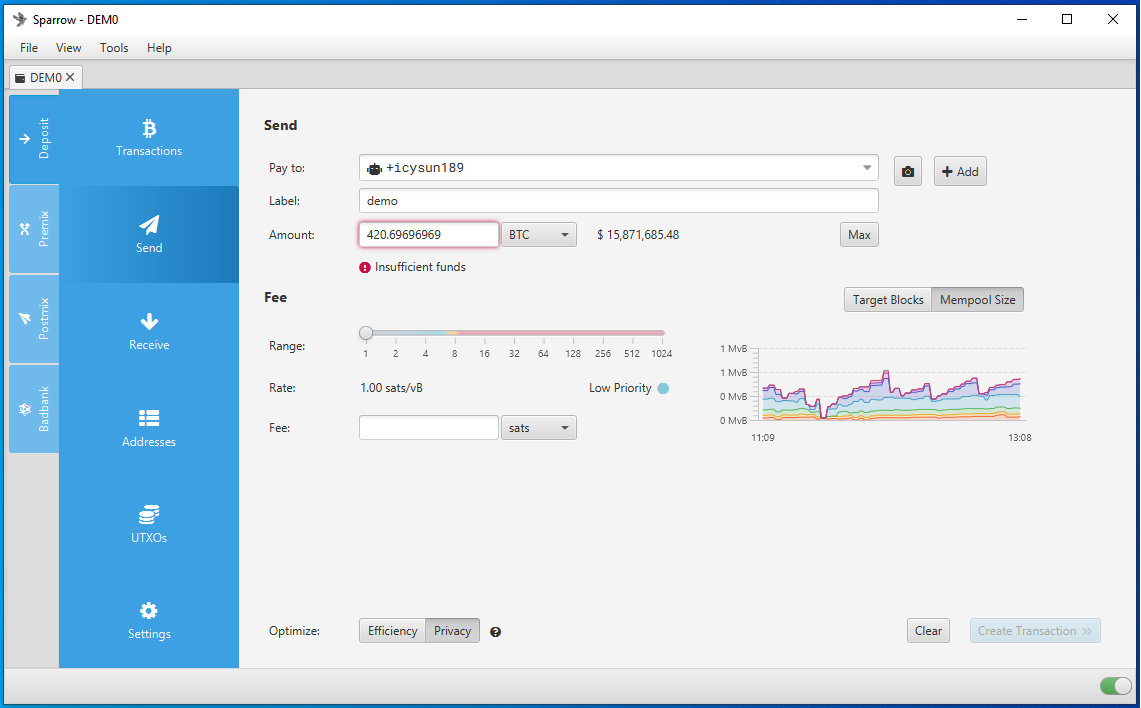 Sparrow - DEM0
File View Tools Help
DEM0
Deposit
Premix
Postmix
Badbank
Transactions
Send
Receive
Addresses
UTXOs
Settings
Send
Pay to: +icysun189 Add
Label: demo
Amount: 420.69696969 BTC $ 15,871,685.48 Max
Insufficient funds
Fee Target Blocks Mempool Size
Range:
1 2 4 8 16 32 64 128 256 512 1024
Rate: 1.00 sats/vB Low Priority
Fee: sats
1 MvB
1 MvB
0 MvB
0 MvB
11:09 13:08
Optimize: Efficiency Privacy Clear Create Transaction